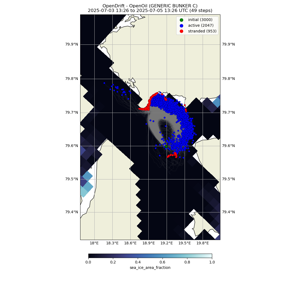 OpenDrift - OpenOil (GENERIC BUNKER C)
2025-07-03 13:26 to 2025-07-05 13:26 UTC (49 steps)
initial (3000)
active (2047)
stranded (953)
79.9°N 79.9°N
79.8°N 79.8°N
79.7°N 79.7°N
79.6°N 79.6°N
79.5°N 79.5°N
79.4°N 79.4°N
18°E 18.3°E 18.6°E 18.9°E 19.2°E 19.5°E 19.8°E
0.0 0.2 0.4 0.6 0.8 1.0
sea_ice_area_fraction